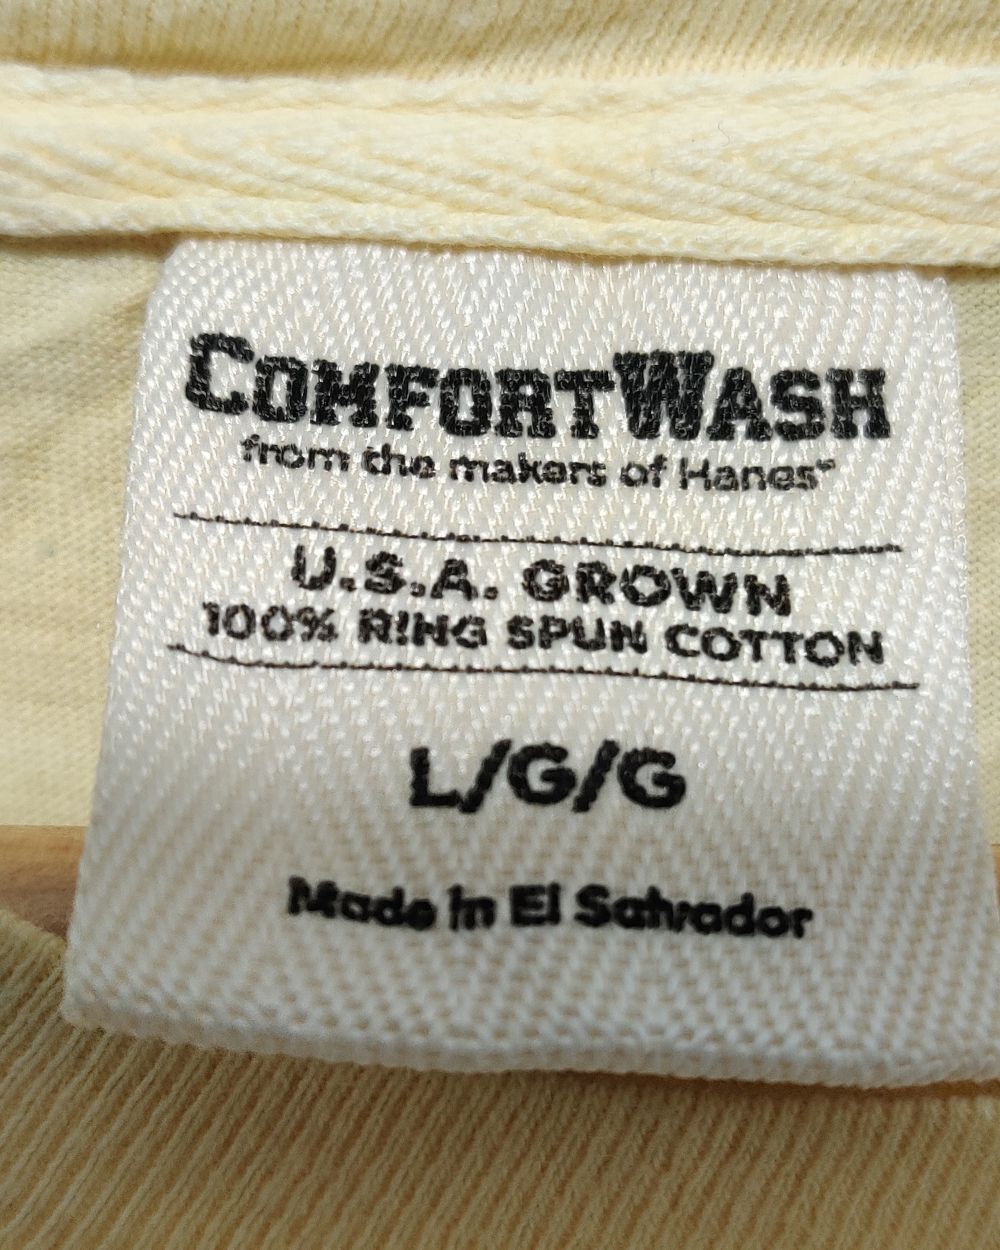 COMFORTWASH
from the makers of Hanes®
U.S.A. GROWN
100% RING SPUN COTTON
L/G/G
Made in El Salvador